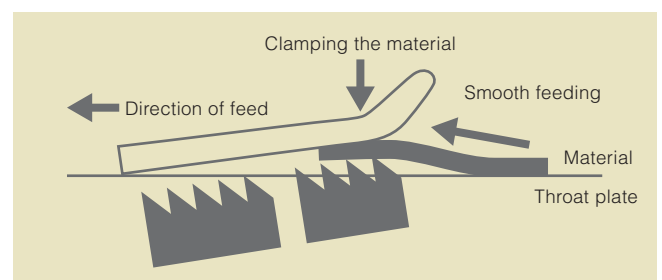 Clamping the material
Direction of feed
Smooth feeding
Material
Throat plate